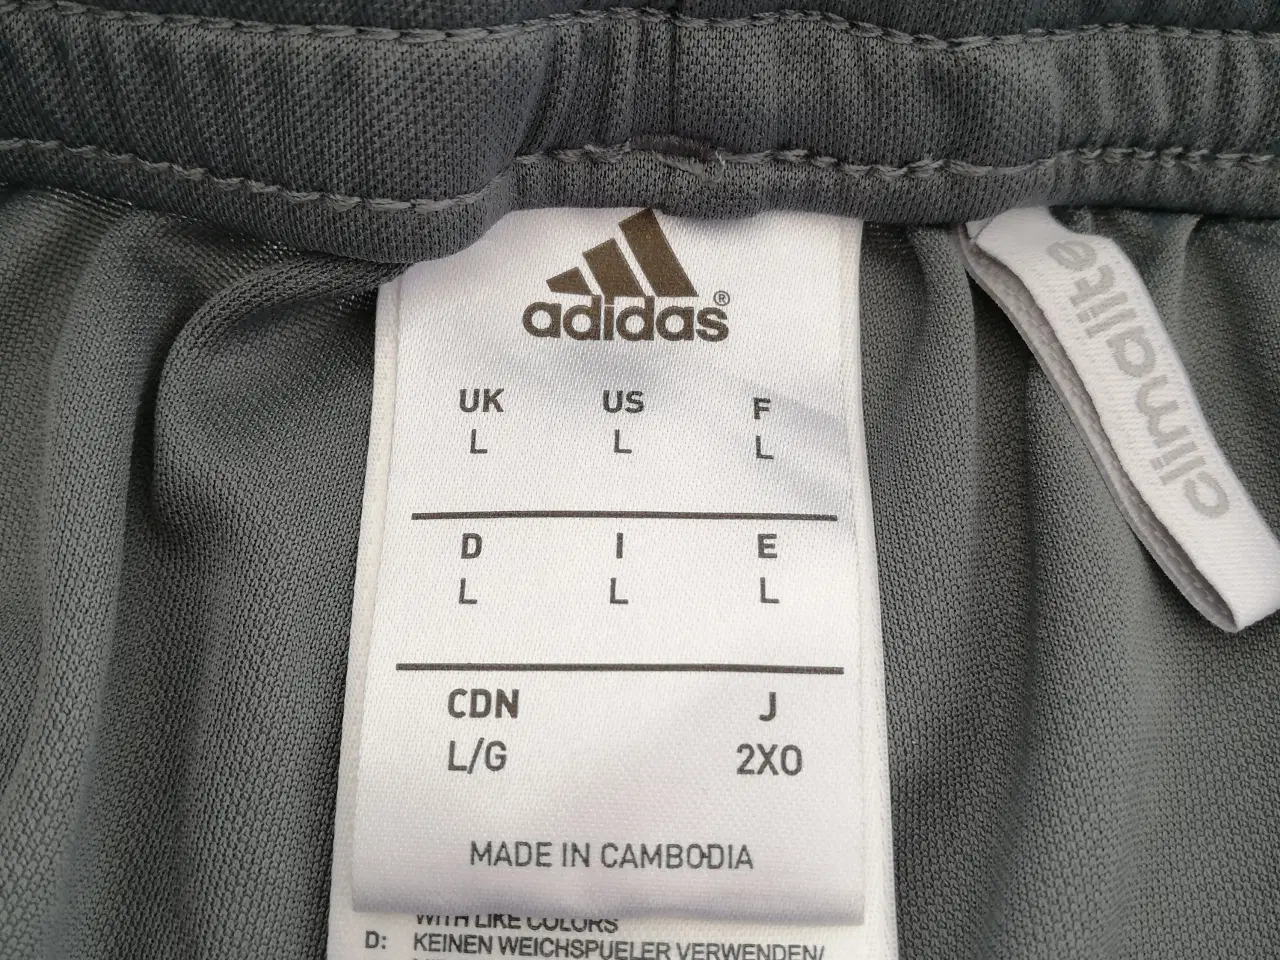 adidas®
UK US F
L L L
D I E
L L L
CDN J
L/G 2XO
MADE IN CAMBODIA
WITH LIKE COLORS
D: KEINEN WEICHSPUELER VERWENDEN/
climalite